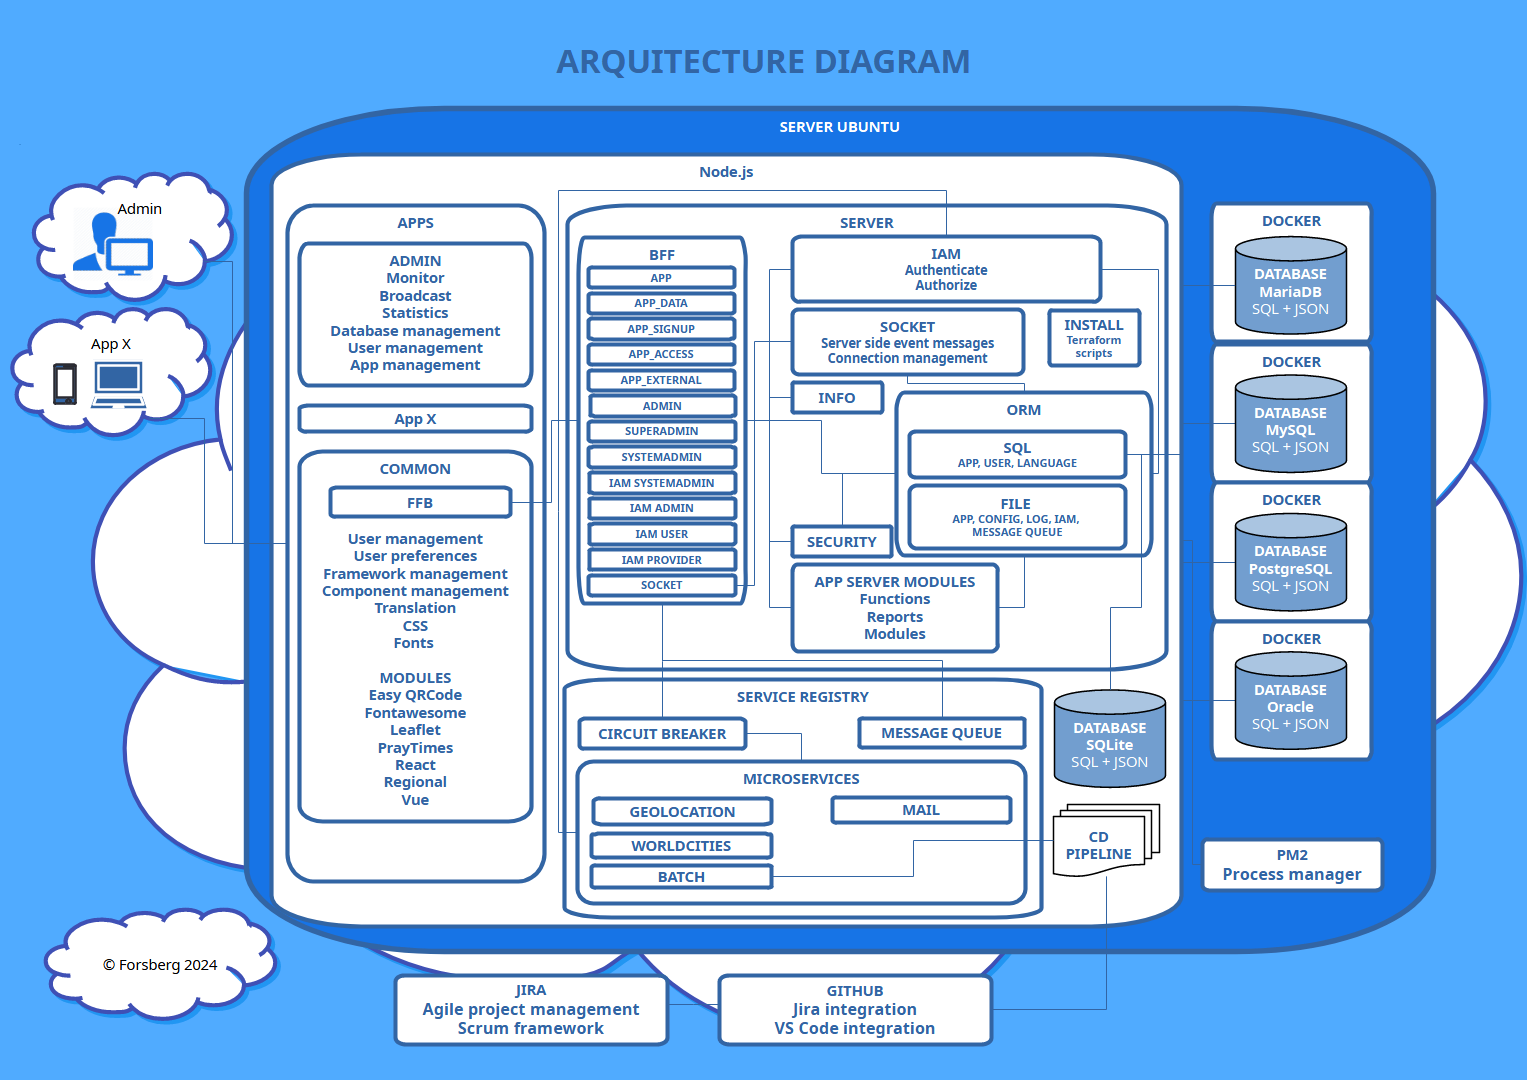 ARQUITECTURE DIAGRAM
SERVER UBUNTU
Node.js
Admin
App X
© Forsberg 2024
APPS
ADMIN
Monitor
Broadcast
Statistics
Database management
User management
App management
App X
COMMON
FFB
User management
User preferences
Framework management
Component management
Translation
CSS
Fonts
MODULES
Easy QRCode
Fontawesome
Leaflet
PrayTimes
React
Regional
Vue
SERVER
BFF
APP
APP_DATA
APP_SIGNUP
APP_ACCESS
APP_EXTERNAL
ADMIN
SUPERADMIN
SYSTEMADMIN
IAM SYSTEMADMIN
IAM ADMIN
IAM USER
IAM PROVIDER
SOCKET
IAM
Authenticate
Authorize
SOCKET
Server side event messages
Connection management
INSTALL
Terraform
scripts
INFO
ORM
SQL
APP, USER, LANGUAGE
FILE
APP, CONFIG, LOG, IAM,
MESSAGE QUEUE
SECURITY
APP SERVER MODULES
Functions
Reports
Modules
SERVICE REGISTRY
CIRCUIT BREAKER
MESSAGE QUEUE
MICROSERVICES
GEOLOCATION
MAIL
WORLDCITIES
BATCH
DATABASE
SQLite
SQL + JSON
CD
PIPELINE
DOCKER
DATABASE
MariaDB
SQL + JSON
DOCKER
DATABASE
MySQL
SQL + JSON
DOCKER
DATABASE
PostgreSQL
SQL + JSON
DOCKER
DATABASE
Oracle
SQL + JSON
PM2
Process manager
JIRA
Agile project management
Scrum framework
GITHUB
Jira integration
VS Code integration